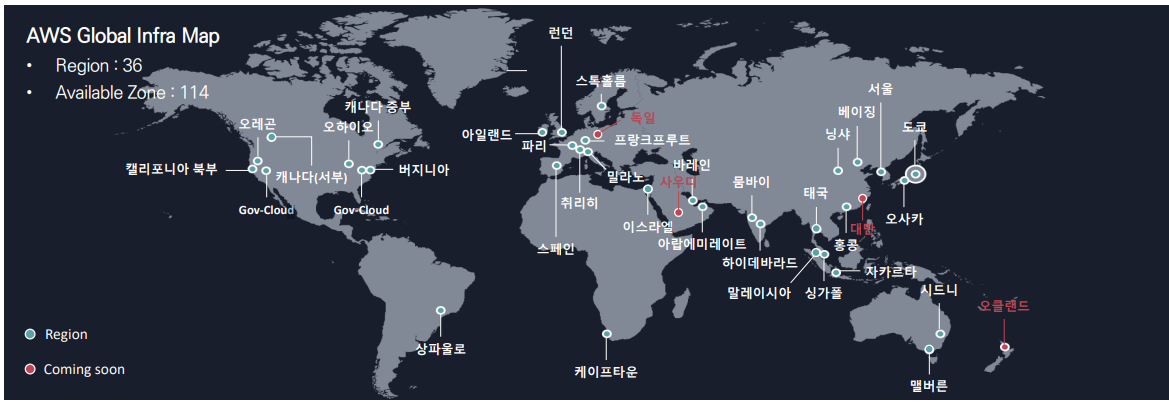 AWS Global Infra Map
• Region : 36
• Available Zone : 114
런던
스톡홀름
독일
아일랜드
파리
프랑크프루트
밀라노
취리히
스페인
캐나다 중부
오레곤
오하이오
캘리포니아 북부
캐나다(서부)
버지니아
Gov-Cloud
Gov-Cloud
바레인
사우디
이스라엘
아랍에미레이트
뭄바이
하이데바라드
태국
말레이시아
싱가폴
자카르타
서울
베이징
닝샤
도쿄
오사카
대만
홍콩
시드니
오클랜드
맬버른
상파울로
케이프타운
Region
Coming soon